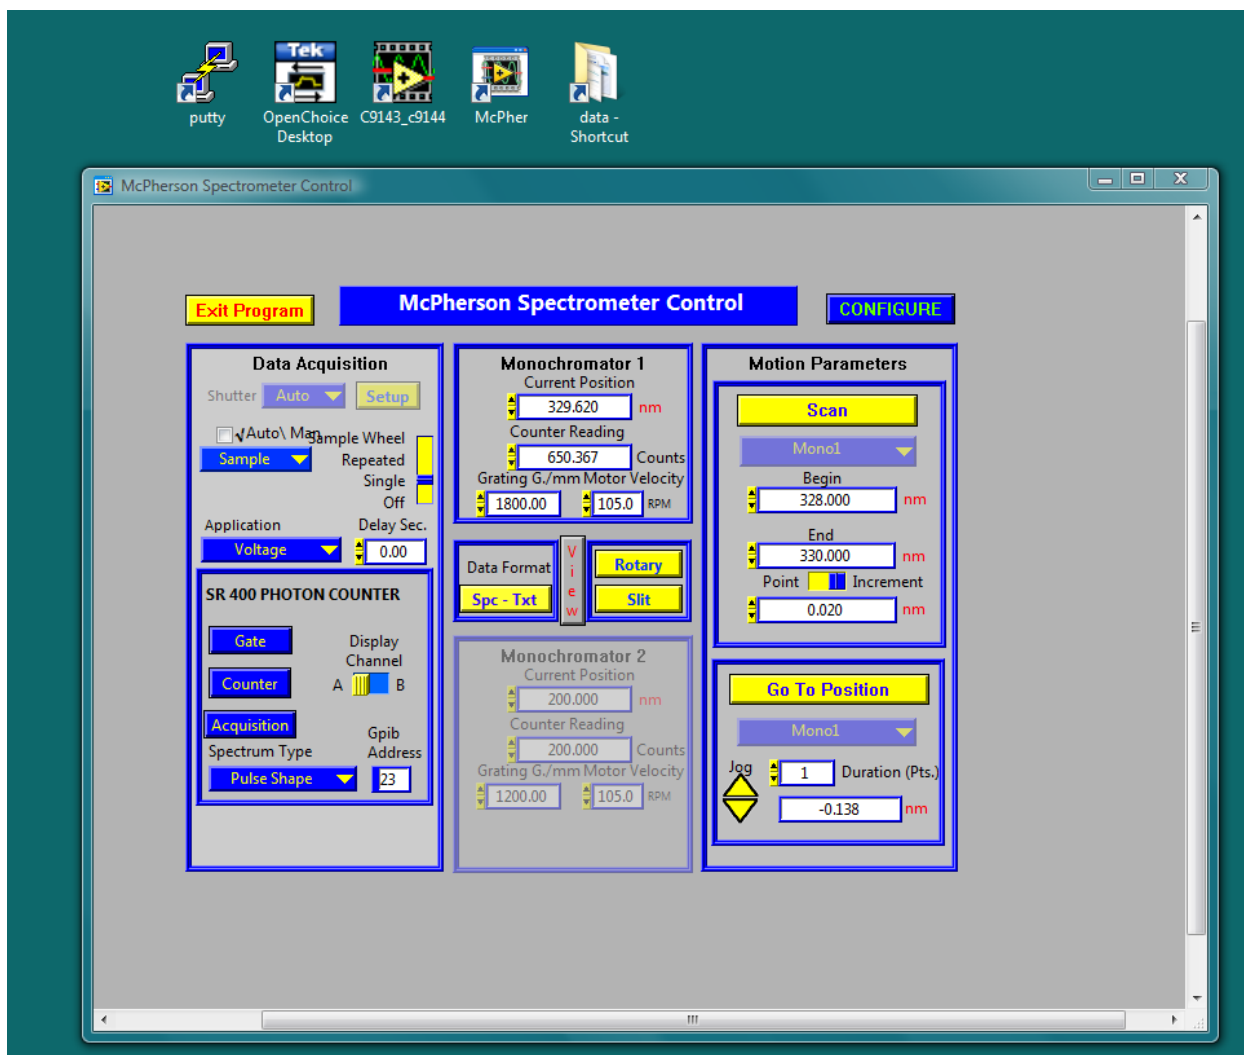 Tek
putty
OpenChoice Desktop
C9143_c9144
McPher
data - Shortcut
McPherson Spectrometer Control
Exit Program
McPherson Spectrometer Control
CONFIGURE
Data Acquisition
Shutter Auto Setup
√Auto\ Man
Sample
Sample Wheel
Repeated
Single
Off
Application
Delay Sec.
Voltage
0.00
SR 400 PHOTON COUNTER
Gate
Display
Channel
Counter
A B
Acquisition
Gpib
Address
Spectrum Type
Pulse Shape
23
Monochromator 1
Current Position
329.620 nm
Counter Reading
650.367 Counts
Grating G./mm Motor Velocity
1800.00 105.0 RPM
Data Format
Spc - Txt
View
Rotary
Slit
Monochromator 2
Current Position
200.000 nm
Counter Reading
200.000 Counts
Grating G./mm Motor Velocity
1200.00 105.0 RPM
Motion Parameters
Scan
Mono1
Begin
328.000 nm
End
330.000 nm
Point Increment
0.020 nm
Go To Position
Mono1
Jog
1 Duration (Pts.)
-0.138 nm